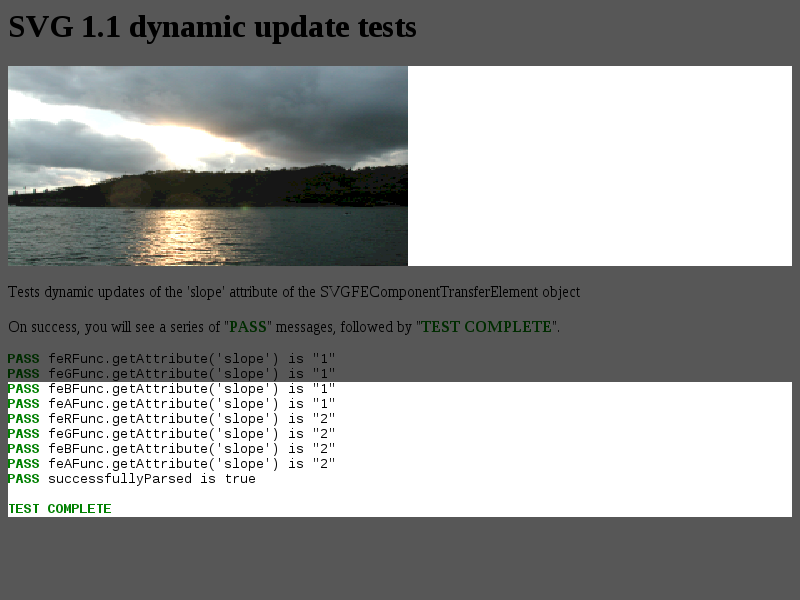 SVG 1.1 dynamic update tests
Tests dynamic updates of the 'slope' attribute of the SVGFEComponentTransferElement object
On success, you will see a series of "PASS" messages, followed by "TEST COMPLETE".
PASS feRFunc.getAttribute('slope') is "1"
PASS feGFunc.getAttribute('slope') is "1"
PASS feBFunc.getAttribute('slope') is "1"
PASS feAFunc.getAttribute('slope') is "1"
PASS feRFunc.getAttribute('slope') is "2"
PASS feGFunc.getAttribute('slope') is "2"
PASS feBFunc.getAttribute('slope') is "2"
PASS feAFunc.getAttribute('slope') is "2"
PASS successfullyParsed is true
TEST COMPLETE